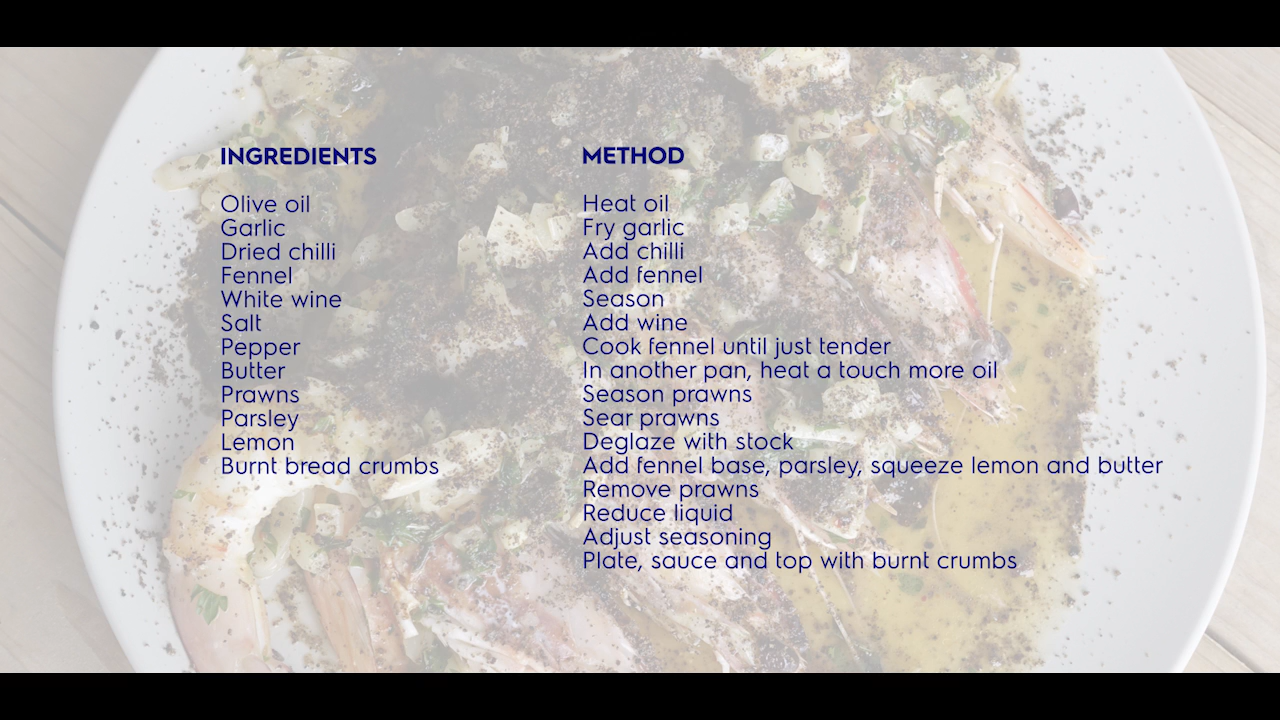 INGREDIENTS
Olive oil
Garlic
Dried chilli
Fennel
White wine
Salt
Pepper
Butter
Prawns
Parsley
Lemon
Burnt bread crumbs
METHOD
Heat oil
Fry garlic
Add chilli
Add fennel
Season
Add wine
Cook fennel until just tender
In another pan, heat a touch more oil
Season prawns
Sear prawns
Deglaze with stock
Add fennel base, parsley, squeeze lemon and butter
Remove prawns
Reduce liquid
Adjust seasoning
Plate, sauce and top with burnt crumbs